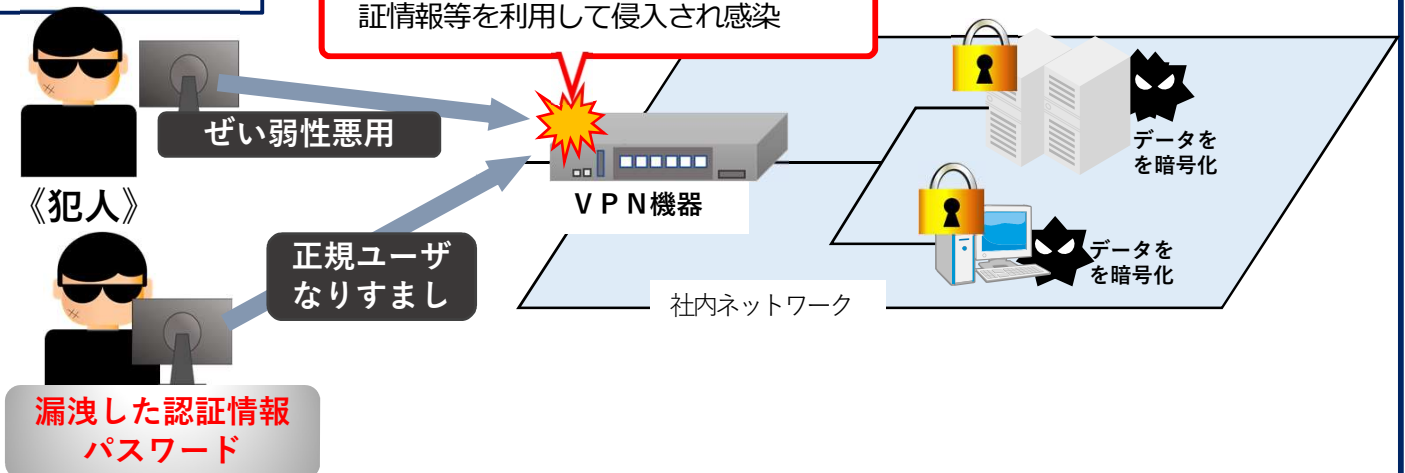 証情報等を利用して侵入され感染
ぜい弱性悪用
《犯人》
ＶＰＮ機器
データを
を暗号化
正規ユーザ
なりすまし
データを
を暗号化
社内ネットワーク
漏洩した認証情報
パスワード